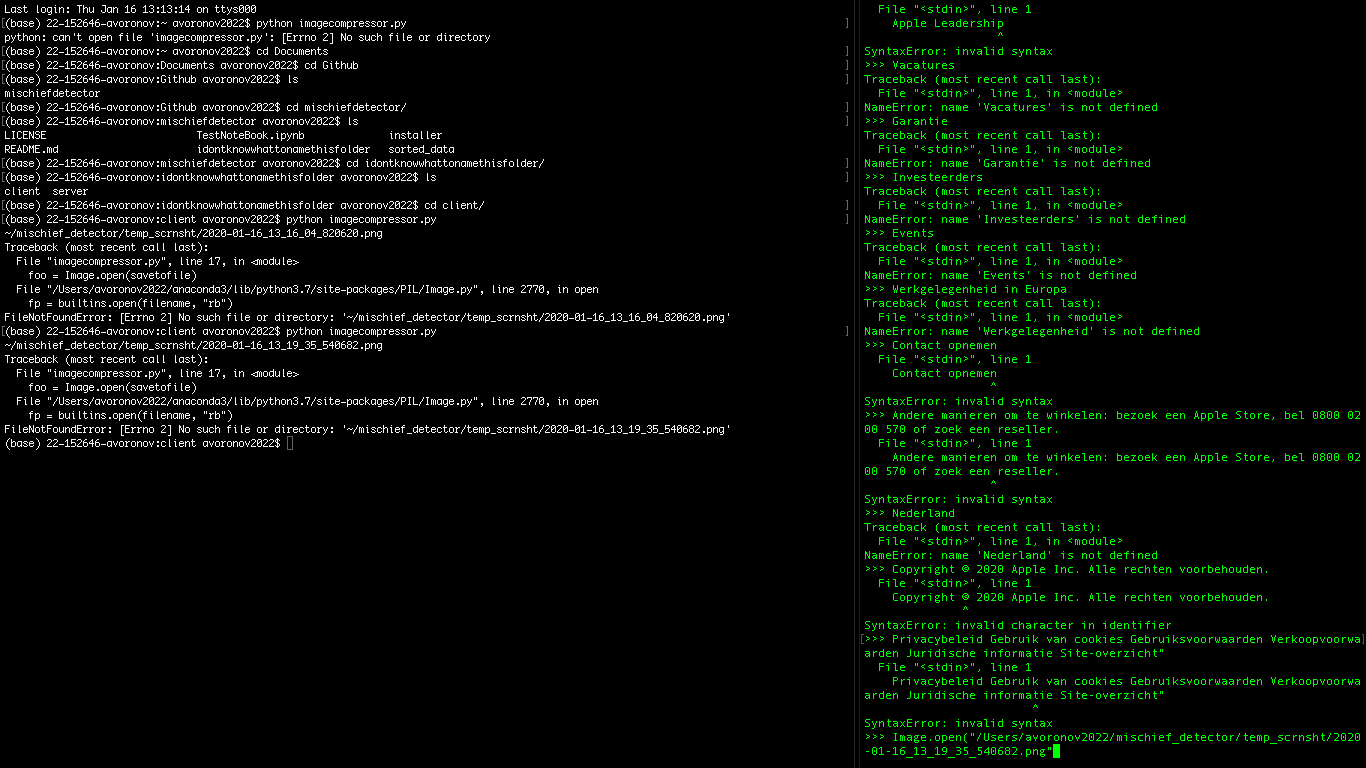 Last login: Thu Jan 16 13:13:14 on ttys000
[(base) 22-152646-avoronov:~ avoronov2022$ python imagecompressor.py ]
python: can't open file 'imagecompressor.py': [Errno 2] No such file or directory
[(base) 22-152646-avoronov:~ avoronov2022$ cd Documents ]
[(base) 22-152646-avoronov:Documents avoronov2022$ cd Github ]
[(base) 22-152646-avoronov:Github avoronov2022$ ls ]
mischiefdetector
[(base) 22-152646-avoronov:Github avoronov2022$ cd mischiefdetector/ ]
[(base) 22-152646-avoronov:mischiefdetector avoronov2022$ ls ]
LICENSE TestNoteBook.ipynb installer
README.md idontknowwhattonamethisfolder sorted_data
[(base) 22-152646-avoronov:mischiefdetector avoronov2022$ cd idontknowwhattonamethisfolder/ ]
[(base) 22-152646-avoronov:idontknowwhattonamethisfolder avoronov2022$ ls ]
client server
[(base) 22-152646-avoronov:idontknowwhattonamethisfolder avoronov2022$ cd client/ ]
[(base) 22-152646-avoronov:client avoronov2022$ python imagecompressor.py ]
~/mischief_detector/temp_scrnsht/2020-01-16_13_16_04_820620.png
Traceback (most recent call last):
File "imagecompressor.py", line 17, in <module>
foo = Image.open(savetofile)
File "/Users/avoronov2022/anaconda3/lib/python3.7/site-packages/PIL/Image.py", line 2770, in open
fp = builtins.open(filename, "rb")
FileNotFoundError: [Errno 2] No such file or directory: '~/mischief_detector/temp_scrnsht/2020-01-16_13_16_04_820620.png'
[(base) 22-152646-avoronov:client avoronov2022$ python imagecompressor.py ]
~/mischief_detector/temp_scrnsht/2020-01-16_13_19_35_540682.png
Traceback (most recent call last):
File "imagecompressor.py", line 17, in <module>
foo = Image.open(savetofile)
File "/Users/avoronov2022/anaconda3/lib/python3.7/site-packages/PIL/Image.py", line 2770, in open
fp = builtins.open(filename, "rb")
FileNotFoundError: [Errno 2] No such file or directory: '~/mischief_detector/temp_scrnsht/2020-01-16_13_19_35_540682.png'
(base) 22-152646-avoronov:client avoronov2022$
File "<stdin>", line 1
Apple Leadership
^
SyntaxError: invalid syntax
>>> Vacatures
Traceback (most recent call last):
File "<stdin>", line 1, in <module>
NameError: name 'Vacatures' is not defined
>>> Garantie
Traceback (most recent call last):
File "<stdin>", line 1, in <module>
NameError: name 'Garantie' is not defined
>>> Investeerders
Traceback (most recent call last):
File "<stdin>", line 1, in <module>
NameError: name 'Investeerders' is not defined
>>> Events
Traceback (most recent call last):
File "<stdin>", line 1, in <module>
NameError: name 'Events' is not defined
>>> Werkgelegenheid in Europa
Traceback (most recent call last):
File "<stdin>", line 1, in <module>
NameError: name 'Werkgelegenheid' is not defined
>>> Contact opnemen
File "<stdin>", line 1
Contact opnemen
^
SyntaxError: invalid syntax
>>> Andere manieren om te winkelen: bezoek een Apple Store, bel 0800 02
00 570 of zoek een reseller.
File "<stdin>", line 1
Andere manieren om te winkelen: bezoek een Apple Store, bel 0800 02
00 570 of zoek een reseller.
^
SyntaxError: invalid syntax
>>> Nederland
Traceback (most recent call last):
File "<stdin>", line 1, in <module>
NameError: name 'Nederland' is not defined
>>> Copyright © 2020 Apple Inc. Alle rechten voorbehouden.
File "<stdin>", line 1
Copyright © 2020 Apple Inc. Alle rechten voorbehouden.
^
SyntaxError: invalid character in identifier
[>>> Privacybeleid Gebruik van cookies Gebruiksvoorwaarden Verkoopvoorwa]
arden Juridische informatie Site-overzicht"
File "<stdin>", line 1
Privacybeleid Gebruik van cookies Gebruiksvoorwaarden Verkoopvoorwa
arden Juridische informatie Site-overzicht"
^
SyntaxError: invalid syntax
>>> Image.open("/Users/avoronov2022/mischief_detector/temp_scrnsht/2020
-01-16_13_19_35_540682.png"